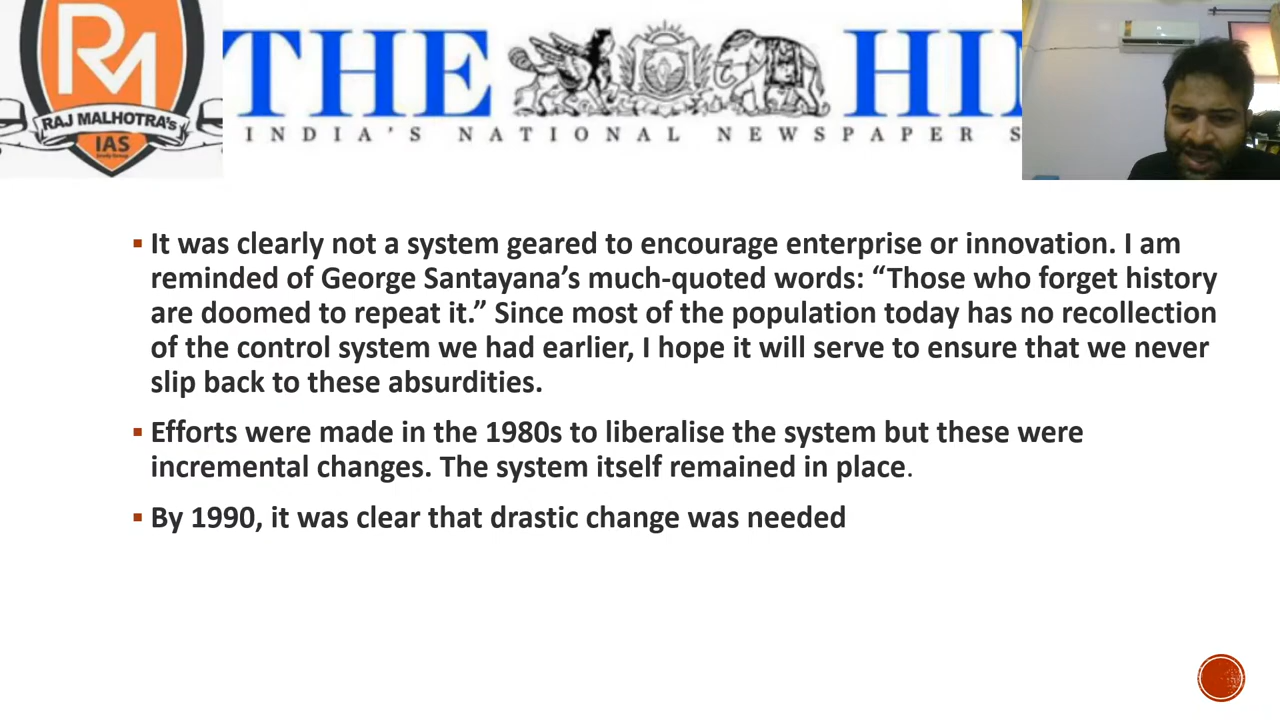 RM
RAJ MALHOTRA's
IAS
THE HI
INDIA'S NATIONAL NEWSPAPER S
▪ It was clearly not a system geared to encourage enterprise or innovation. I am
reminded of George Santayana’s much-quoted words: “Those who forget history
are doomed to repeat it.” Since most of the population today has no recollection
of the control system we had earlier, I hope it will serve to ensure that we never
slip back to these absurdities.
▪ Efforts were made in the 1980s to liberalise the system but these were
incremental changes. The system itself remained in place.
▪ By 1990, it was clear that drastic change was needed